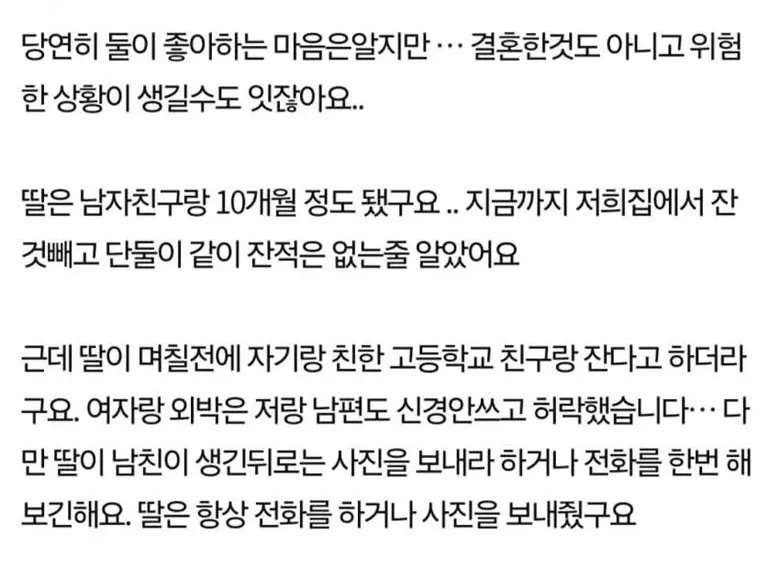 당연히 둘이 좋아하는 마음은알지만 … 결혼한것도 아니고 위험
한 상황이 생길수도 잇잖아요..
딸은 남자친구랑 10개월 정도 됐구요 .. 지금까지 저희집에서 잔
것빼고 단둘이 같이 잔적은 없는줄 알았어요
근데 딸이 며칠전에 자기랑 친한 고등학교 친구랑 잔다고 하더라
구요. 여자랑 외박은 저랑 남편도 신경안쓰고 허락했습니다… 다
만 딸이 남친이 생긴뒤로는 사진을 보내라 하거나 전화를 한번 해
보긴해요. 딸은 항상 전화를 하거나 사진을 보내줬구요